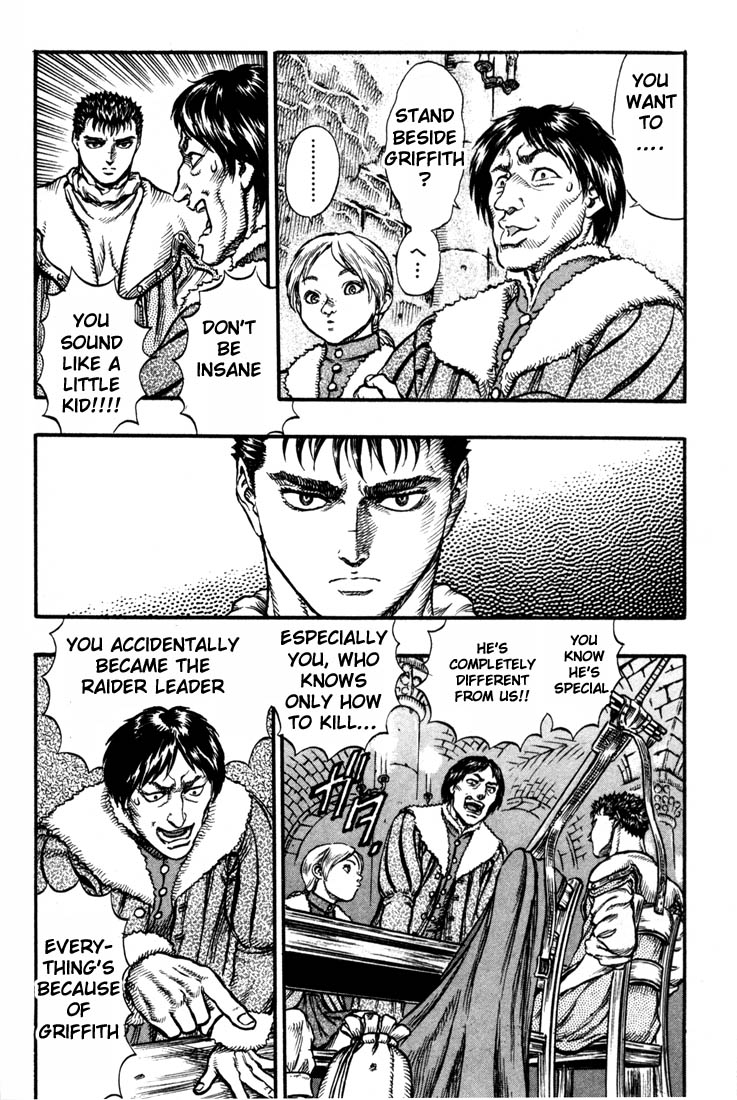 YOU
WANT
TO
....
STAND
BESIDE
GRIFFITH
?
へ
...
.........
DON'T
BE
INSANE
YOU
SOUND
LIKE A
LITTLE
KID!!!!
YOU
KNOW
HE'S
SPECIAL
HE'S
COMPLETELY
DIFFERENT
FROM US!!
ESPECIALLY
YOU, WHO
KNOWS
ONLY HOW
TO KILL...
ガタ
YOU ACCIDENTALLY
BECAME THE
RAIDER LEADER
EVERY-
THING'S
BECAUSE
OF
GRIFFITH